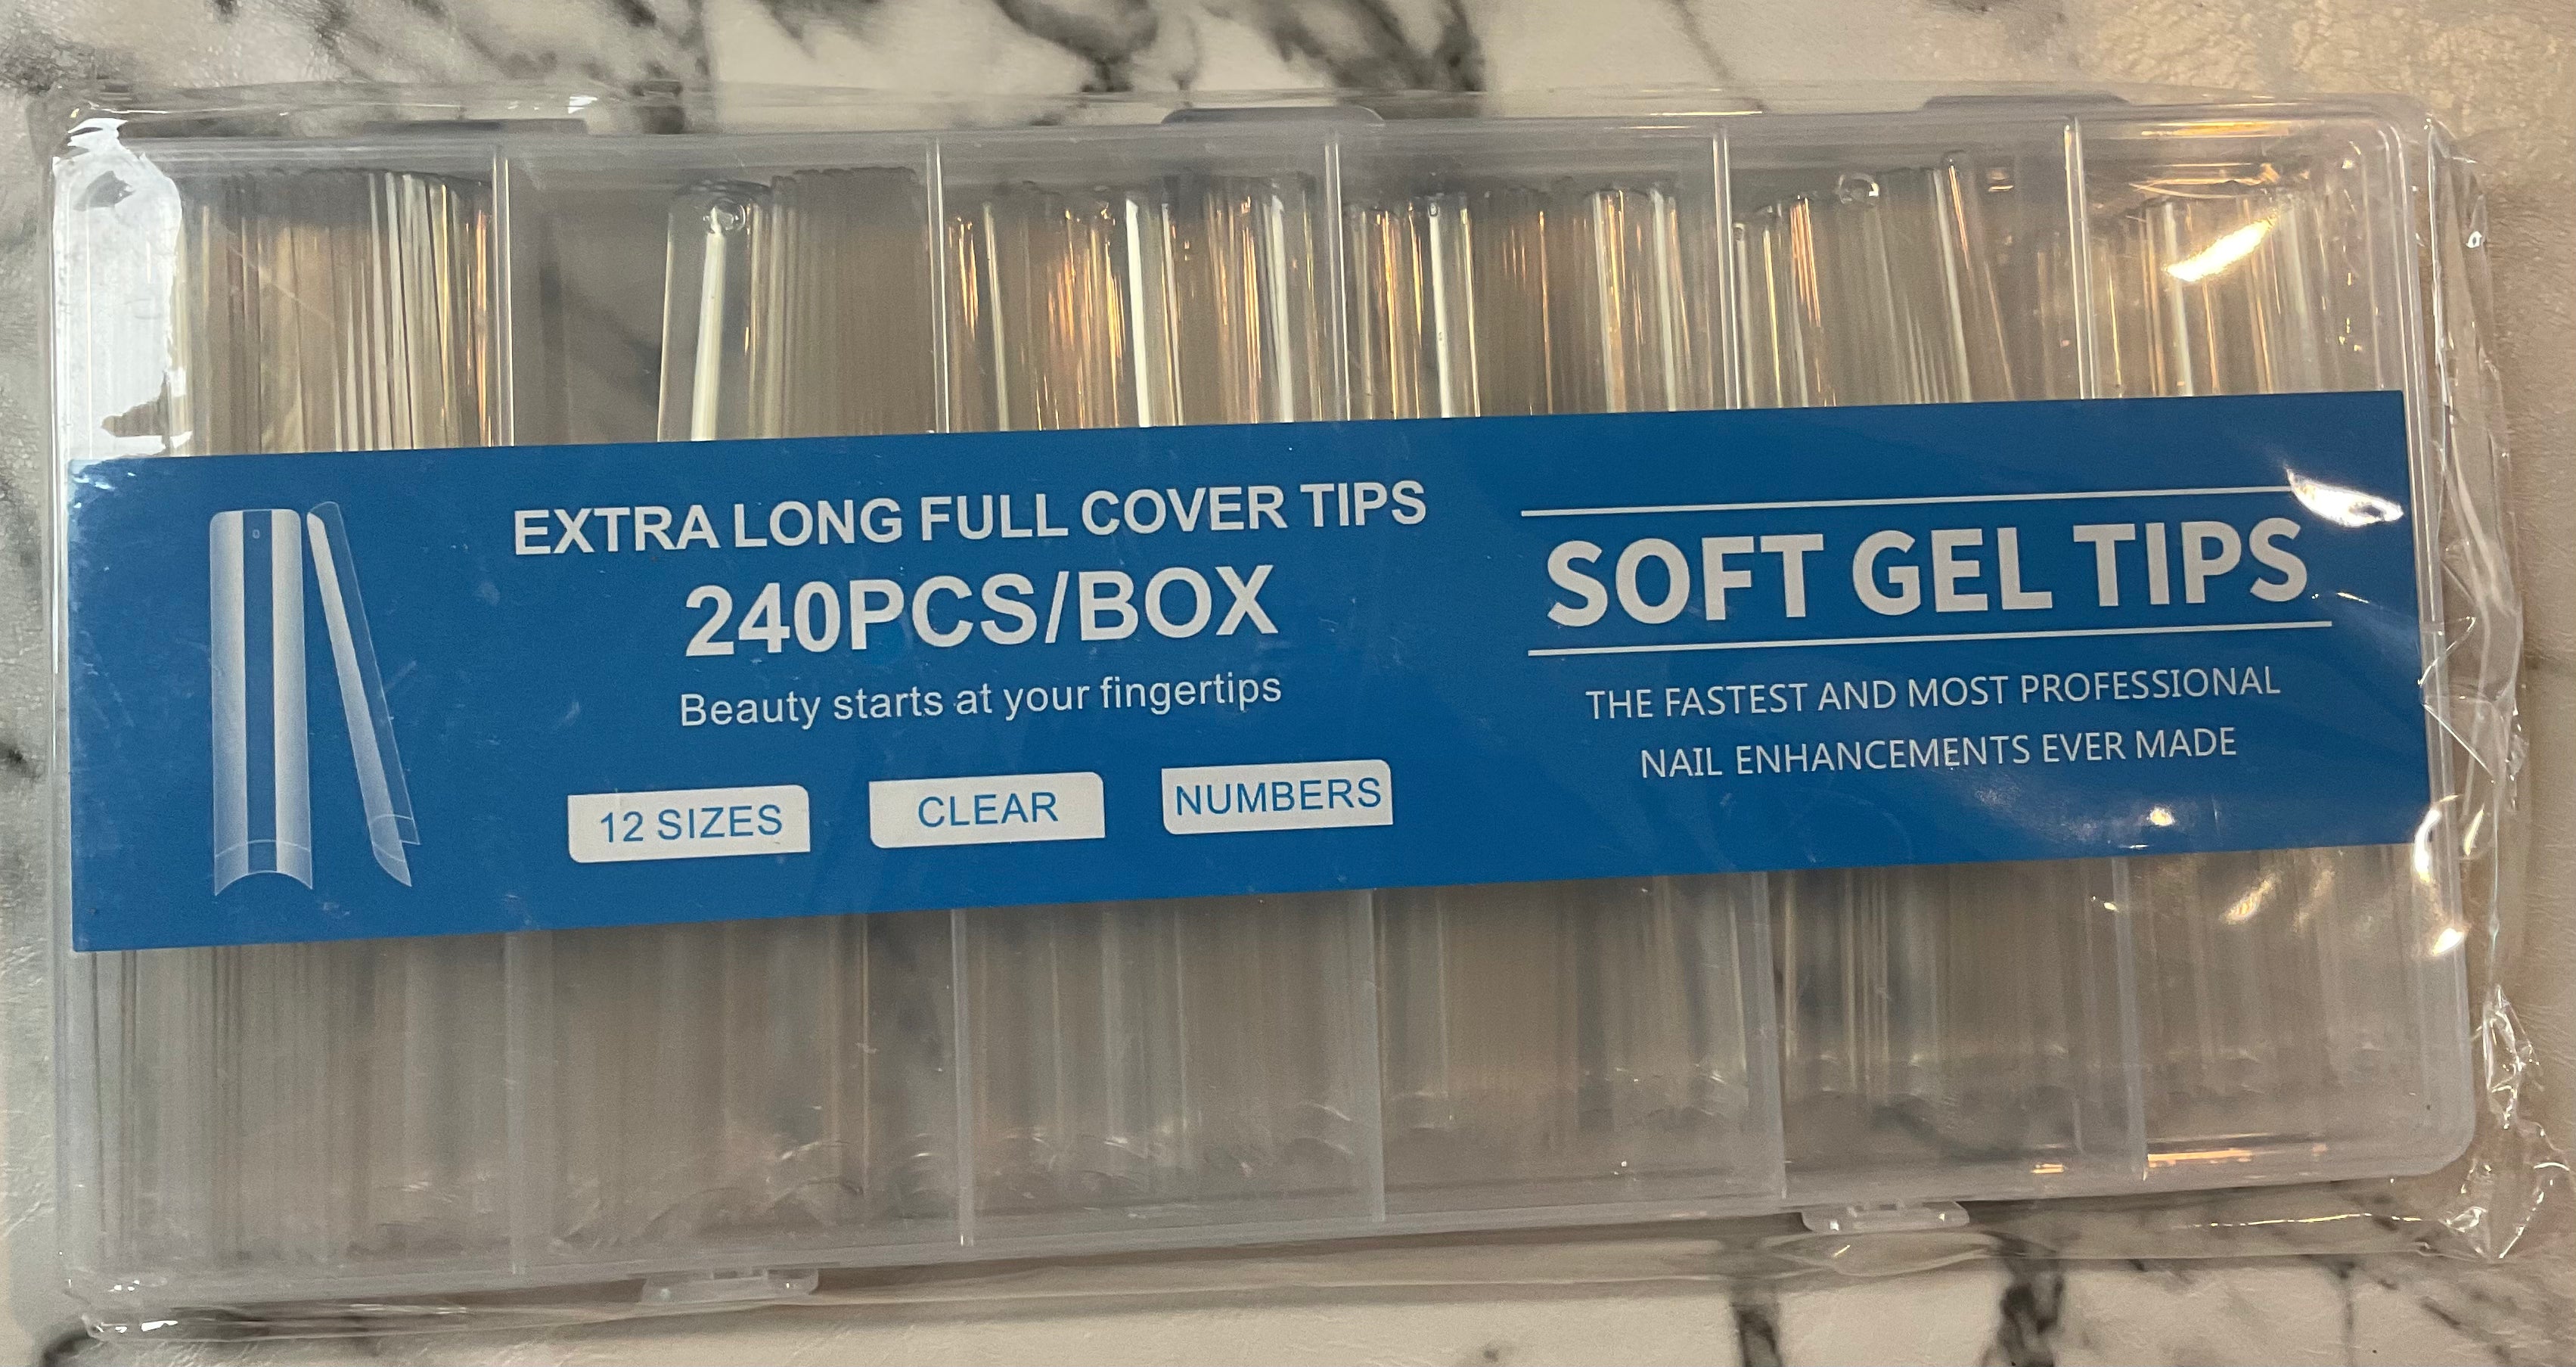 EXTRA LONG FULL COVER TIPS
240PCS/BOX
Beauty starts at your fingertips
12 SIZES
CLEAR
NUMBERS
SOFT GEL TIPS
THE FASTEST AND MOST PROFESSIONAL
NAIL ENHANCEMENTS EVER MADE
0